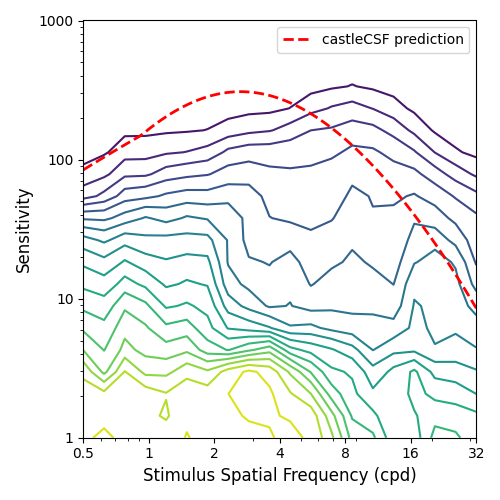 1000
castleCSF prediction
100
Sensitivity
10
1
0.5 1 2 4 8 16 32
Stimulus Spatial Frequency (cpd)